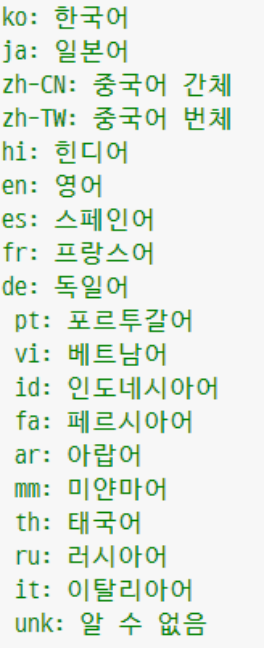 ko: 한국어
ja: 일본어
zh-CN: 중국어 간체
zh-TW: 중국어 번체
hi: 힌디어
en: 영어
es: 스페인어
fr: 프랑스어
de: 독일어
pt: 포르투갈어
vi: 베트남어
id: 인도네시아어
fa: 페르시아어
ar: 아랍어
mm: 미얀마어
th: 태국어
ru: 러시아어
it: 이탈리아어
unk: 알 수 없음